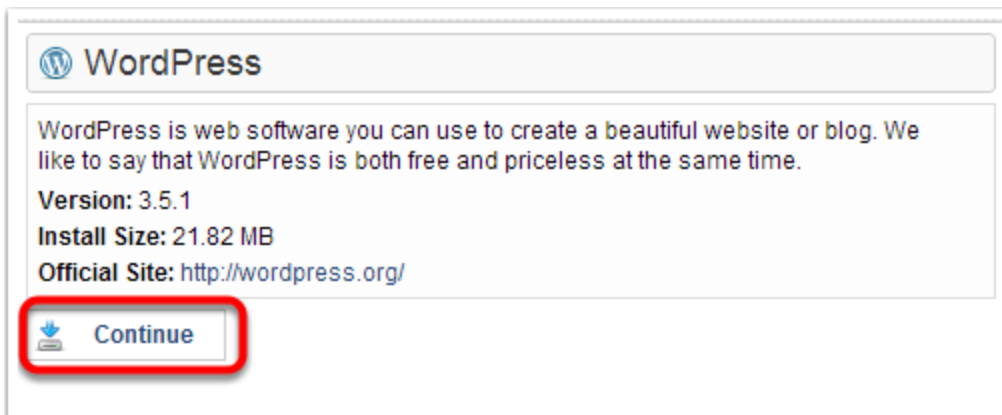 WordPress
WordPress is web software you can use to create a beautiful website or blog. We
like to say that WordPress is both free and priceless at the same time.
Version: 3.5.1
Install Size: 21.82 MB
Official Site: http://wordpress.org/
Continue